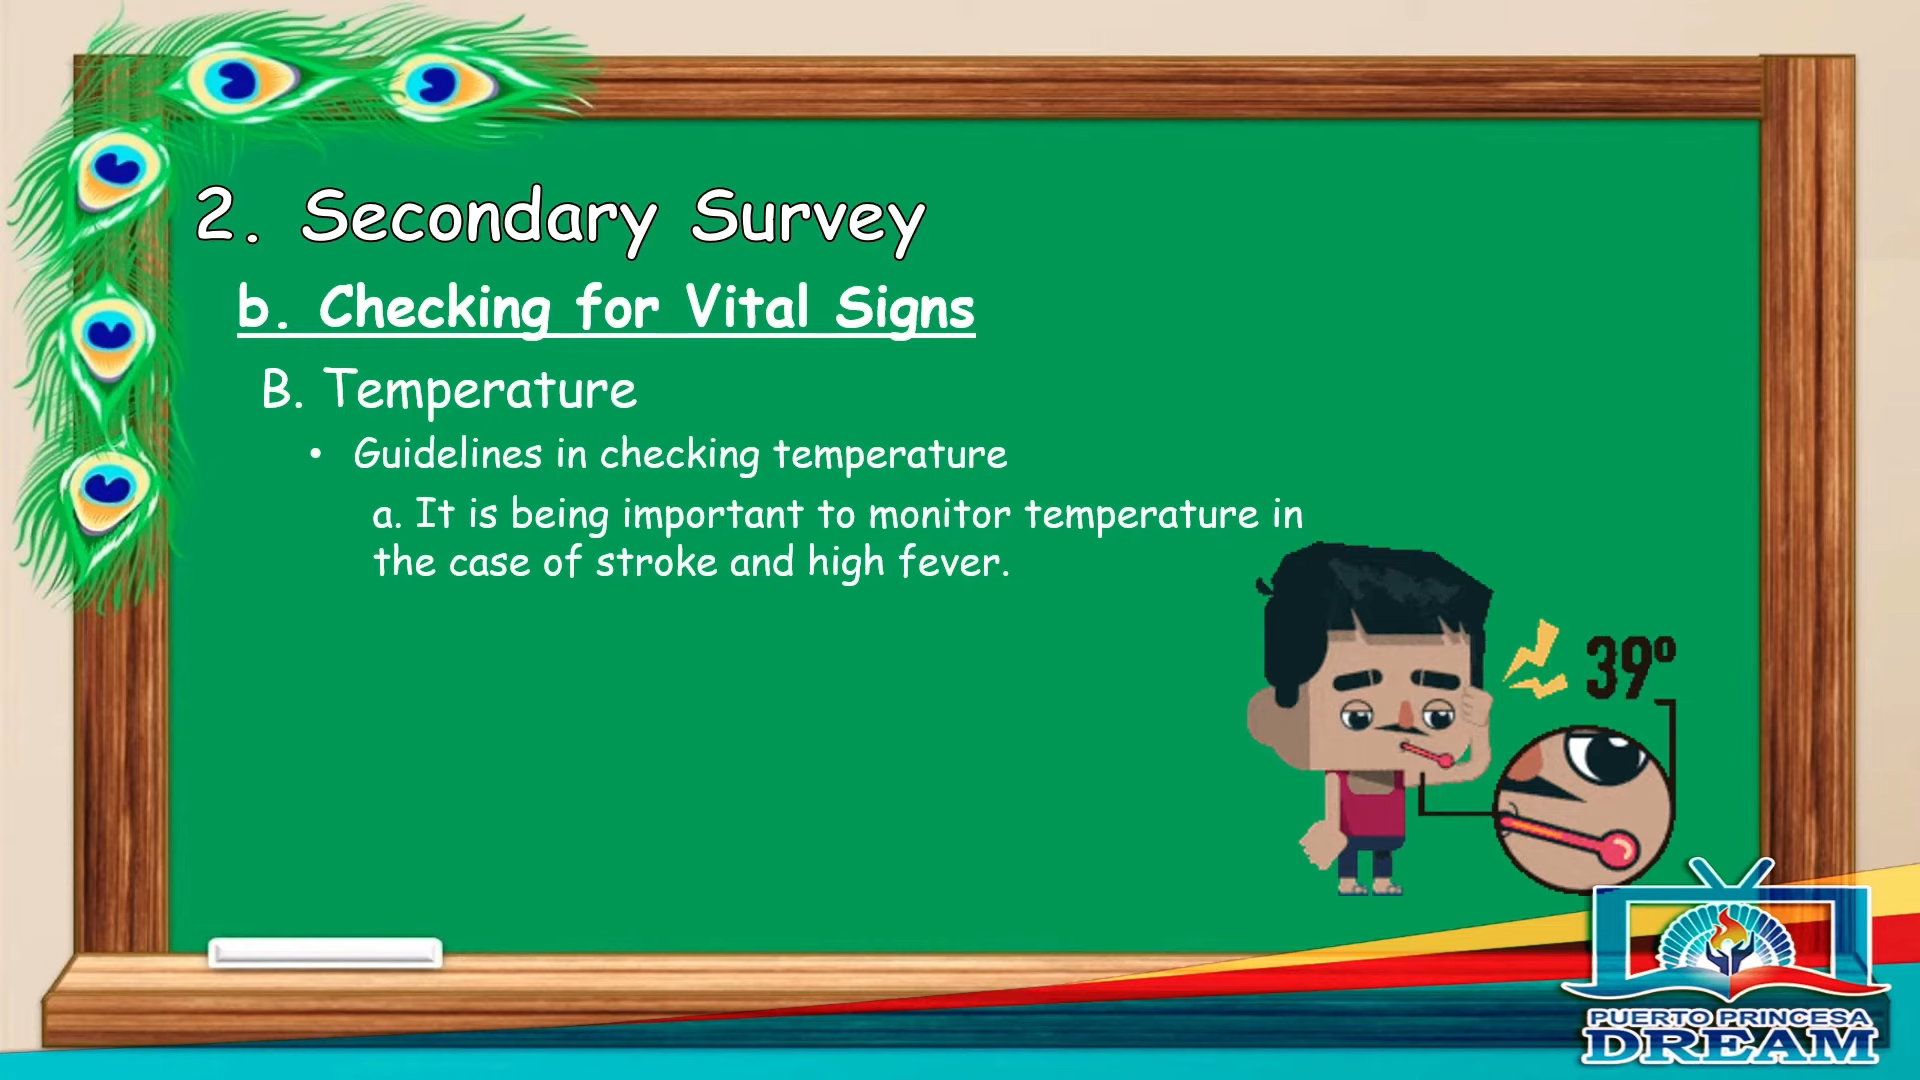 2. Secondary Survey
b. Checking for Vital Signs
B. Temperature
• Guidelines in checking temperature
a. It is being important to monitor temperature in
the case of stroke and high fever.
39º
PUERTO PRINCESA
DREAM